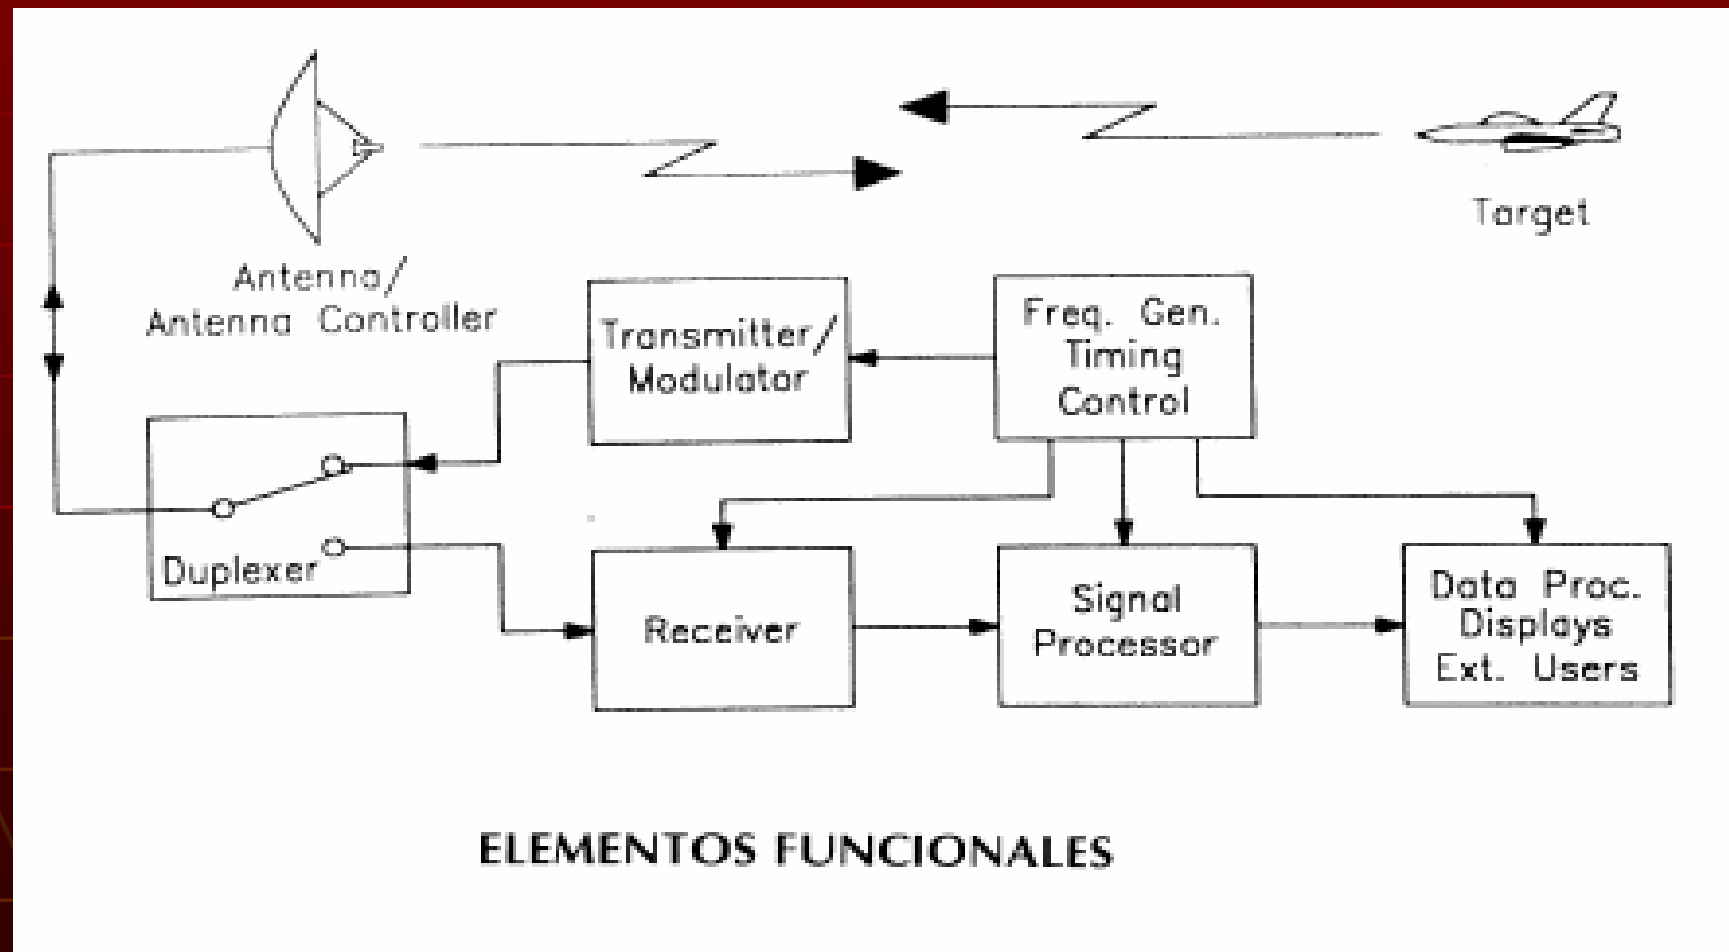 Target
Antenna/
Antenna Controller
Transmitter/
Modulator
Freq. Gen.
Timing
Control
Duplexer
Receiver
Signal
Processor
Data Proc.
Displays
Ext. Users
ELEMENTOS FUNCIONALES